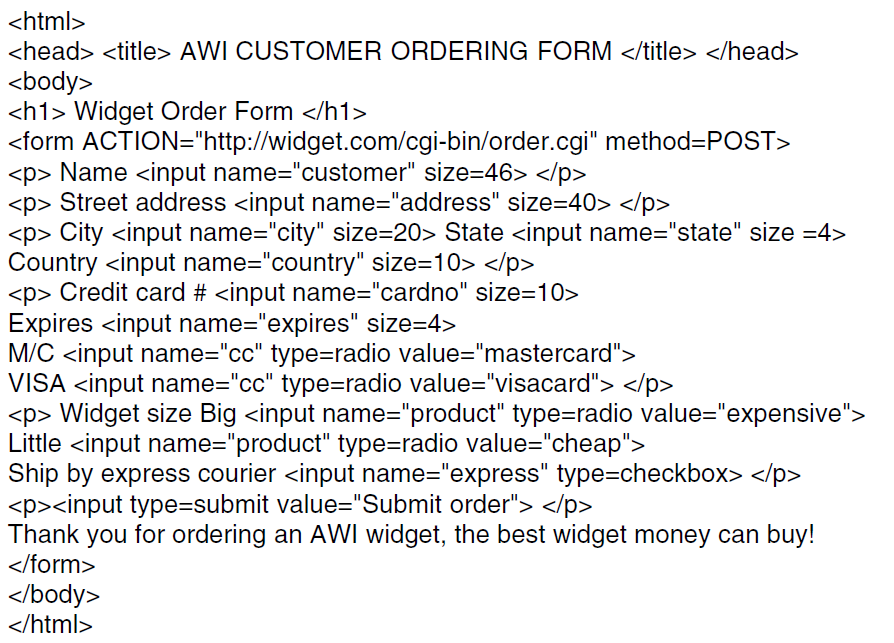 <html>
<head> <title> AWI CUSTOMER ORDERING FORM </title> </head>
<body>
<h1> Widget Order Form </h1>
<form ACTION="http://widget.com/cgi-bin/order.cgi" method=POST>
<p> Name <input name="customer" size=46> </p>
<p> Street address <input name="address" size=40> </p>
<p> City <input name="city" size=20> State <input name="state" size =4>
Country <input name="country" size=10> </p>
<p> Credit card # <input name="cardno" size=10>
Expires <input name="expires" size=4>
M/C <input name="cc" type=radio value="mastercard">
VISA <input name="cc" type=radio value="visacard"> </p>
<p> Widget size Big <input name="product" type=radio value="expensive">
Little <input name="product" type=radio value="cheap">
Ship by express courier <input name="express" type=checkbox> </p>
<p><input type=submit value="Submit order"> </p>
Thank you for ordering an AWI widget, the best widget money can buy!
</form>
</body>
</html>